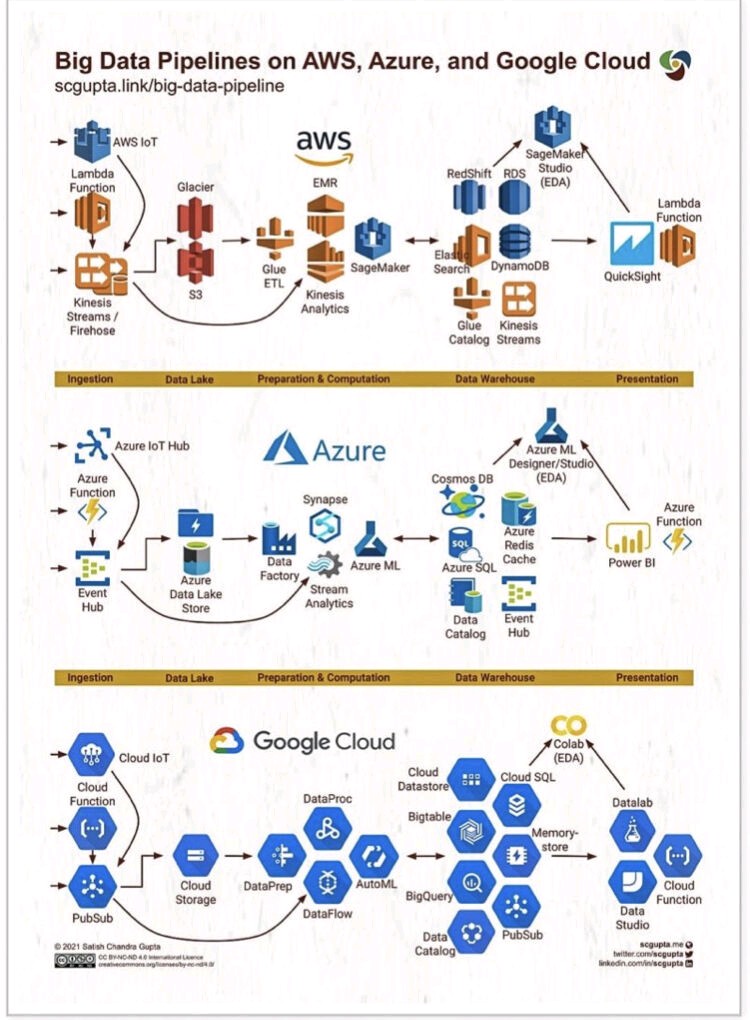 Big Data Pipelines on AWS, Azure, and Google Cloud
scgupta.link/big-data-pipeline
AWS IoT
Lambda
Function
Kinesis
Streams /
Firehose
Glacier
S3
aws
EMR
Glue
ETL
Kinesis
Analytics
SageMaker
RedShift
RDS
Elastic
Search
DynamoDB
Glue
Catalog
Kinesis
Streams
SageMaker
Studio
(EDA)
QuickSight
Lambda
Function
Ingestion
Data Lake
Preparation & Computation
Data Warehouse
Presentation
Azure IoT Hub
Azure
Function
Event
Hub
Azure
Data Lake
Store
Azure
Synapse
Data
Factory
Stream
Analytics
Azure ML
Cosmos DB
SQL
Azure SQL
Azure
Redis
Cache
Data
Catalog
Event
Hub
Azure ML
Designer/Studio
(EDA)
Power BI
Azure
Function
Ingestion
Data Lake
Preparation & Computation
Data Warehouse
Presentation
Cloud IoT
Cloud
Function
PubSub
Cloud
Storage
Google Cloud
DataProc
DataPrep
DataFlow
AutoML
Cloud
Datastore
Cloud SQL
Bigtable
Memory-
store
BigQuery
PubSub
Data
Catalog
CO
Colab
(EDA)
Datalab
Data
Studio
Cloud
Function
© 2021 Satish Chandra Gupta
CC BY-NC-ND 4.0 International Licence
creativecommons.org/licenses/by-nc-nd/4.0/
scgupta.me
twitter.com/scgupta
linkedin.com/in/scgupta